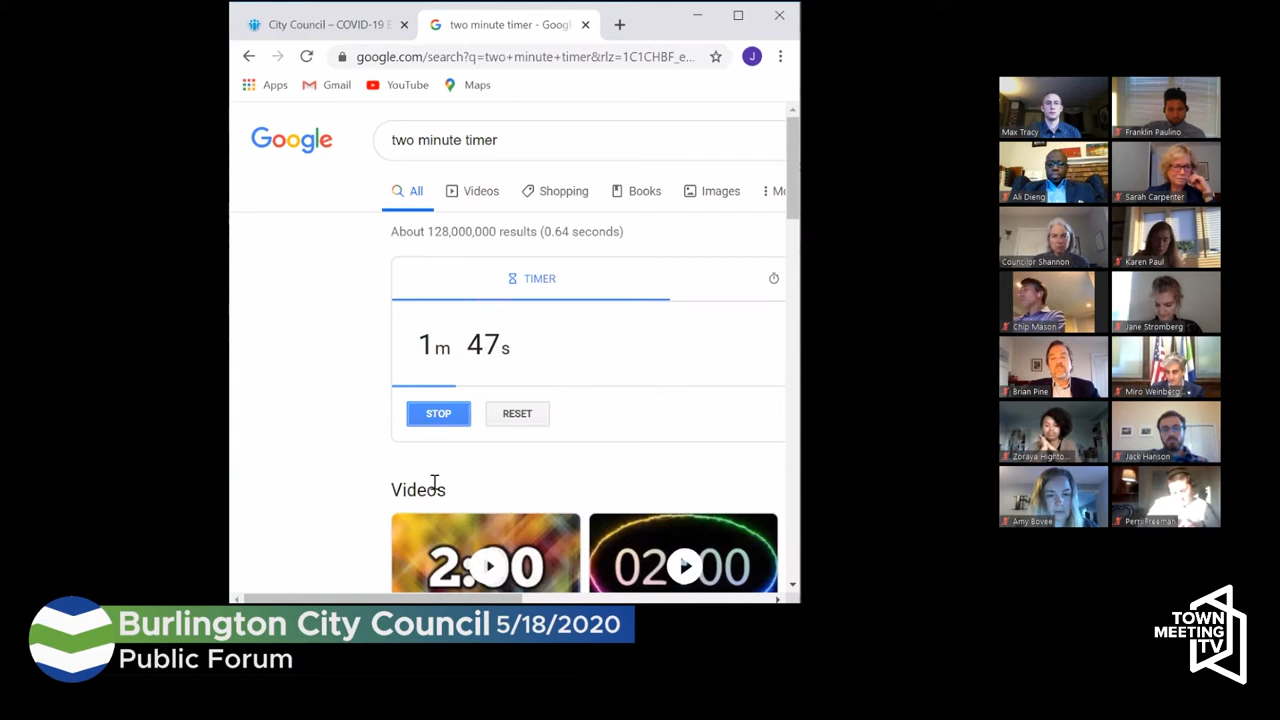 City Council – COVID-19 E
two minute timer - Googl
google.com/search?q=two+minute+timer&rlz=1C1CHBF_e...
J
Apps Gmail YouTube Maps
Google
two minute timer
All Videos Shopping Books Images Mo
About 128,000,000 results (0.64 seconds)
TIMER
1m 47s
STOP RESET
Videos
2:00
02:00
Max Tracy
Franklin Paulino
Ali Dieng
Sarah Carpenter
Councilor Shannon
Karen Paul
Chip Mason
Jane Stromberg
Brian Pine
Miro Weinberg...
Zoraya Highto...
Jack Hanson
Amy Bovee
Perri Freeman
Burlington City Council 5/18/2020
Public Forum
TOWN
MEETING
TV